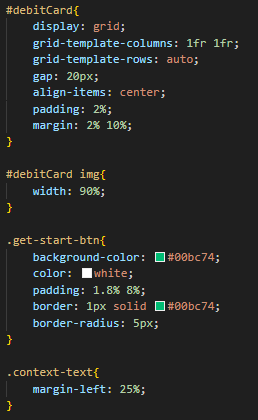 #debitCard{
    display: grid;
    grid-template-columns: 1fr 1fr;
    grid-template-rows: auto;
    gap: 20px;
    align-items: center;
    padding: 2%;
    margin: 2% 10%;
}

#debitCard img{
    width: 90%;
}

.get-start-btn{
    background-color: #00bc74;
    color: white;
    padding: 1.8% 8%;
    border: 1px solid #00bc74;
    border-radius: 5px;
}

.context-text{
    margin-left: 25%;
}